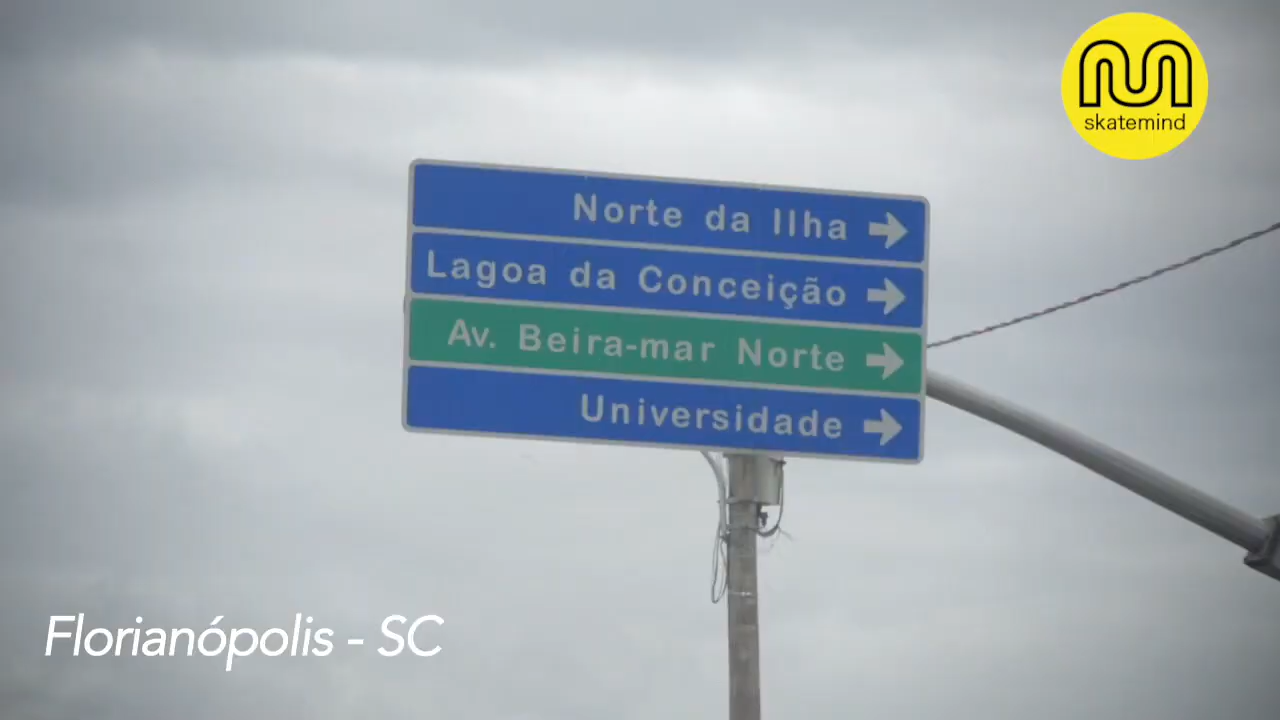 skatemind
Norte da Ilha
Lagoa da Conceição
Av. Beira-mar Norte
Universidade
Florianópolis - SC